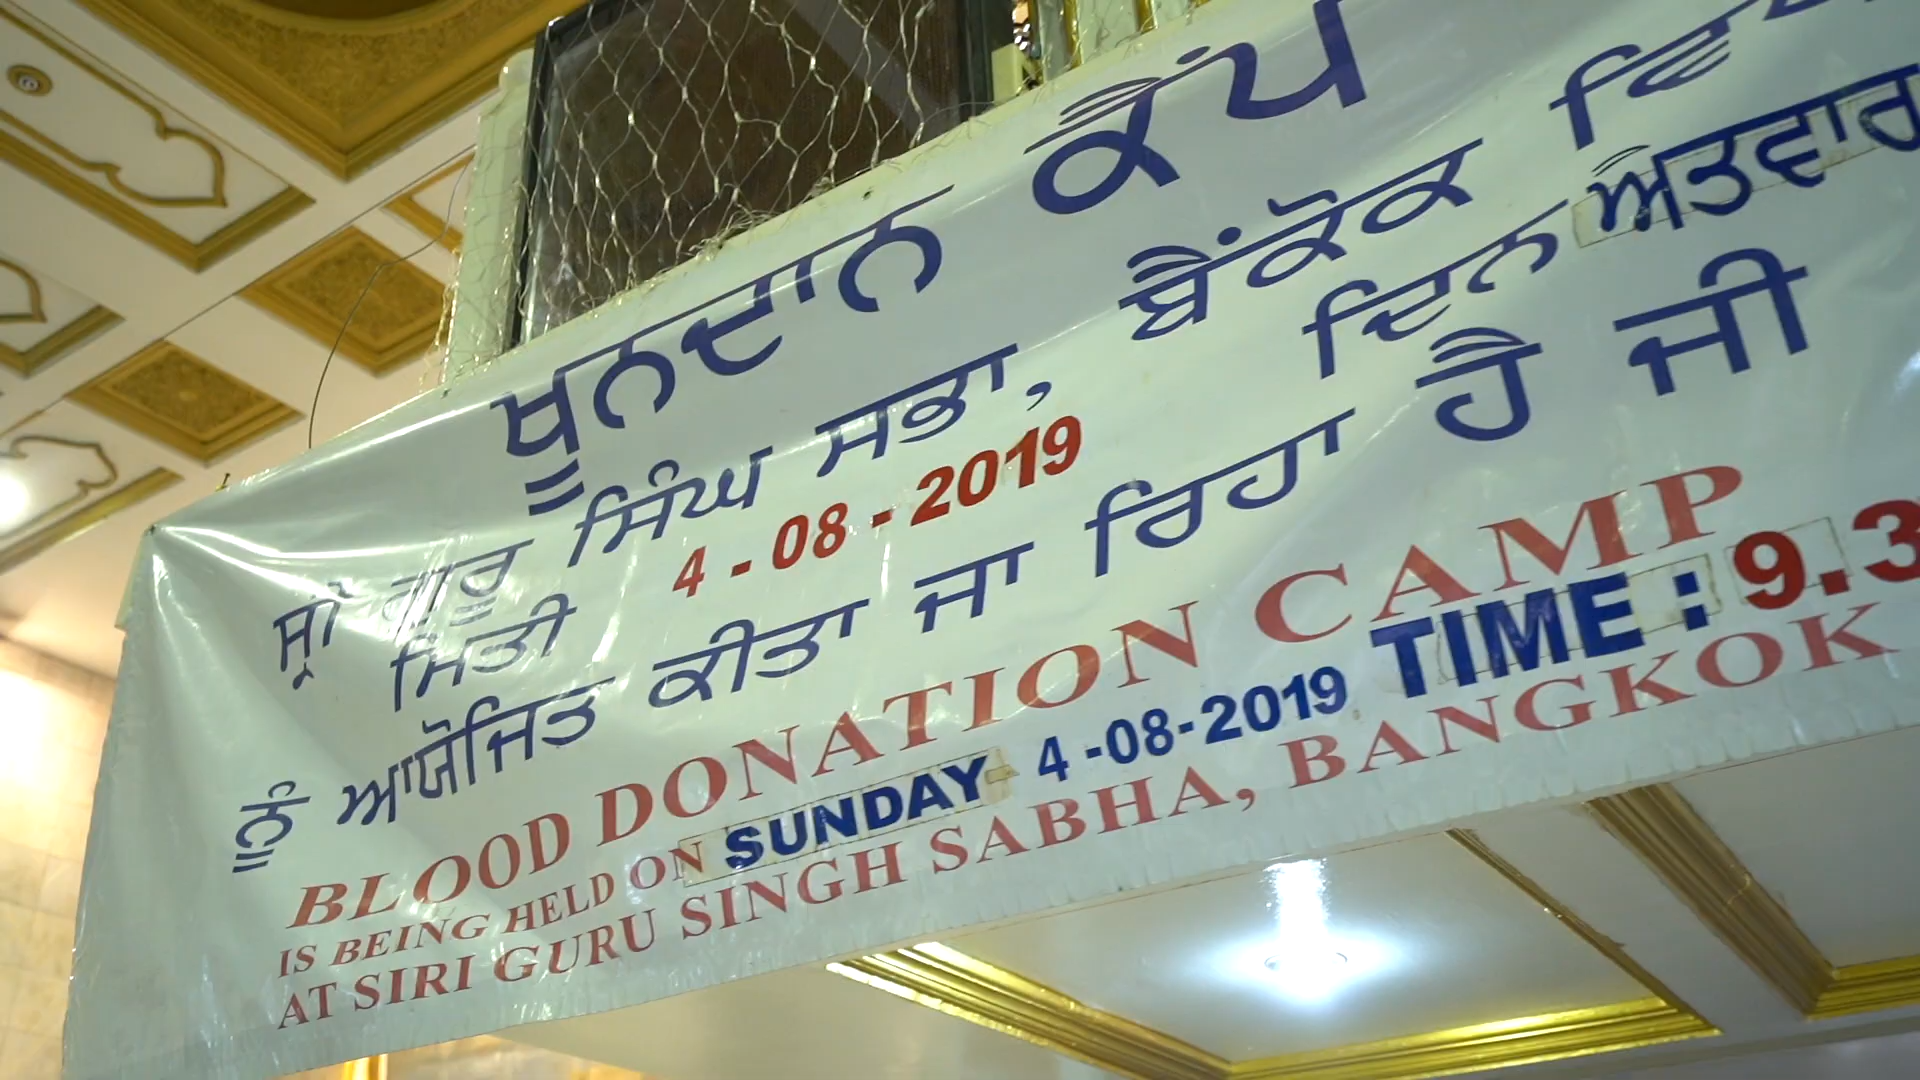 ਖੂਨਦਾਨ ਕੈਂਪ
ਸ੍ਰੀ ਗੁਰੂ ਸਿੰਘ ਸਭਾ, ਬੈਂਕੋਕ ਵਿ
ਮਿਤੀ 4-08-2019 ਦਿਨ ਐਤਵਾਰ
ਨੂੰ ਆਯੋਜਿਤ ਕੀਤਾ ਜਾ ਰਿਹਾ ਹੈ ਜੀ
BLOOD DONATION CAMP
IS BEING HELD ON SUNDAY 4-08-2019 TIME : 9.3
AT SIRI GURU SINGH SABHA, BANGKOK